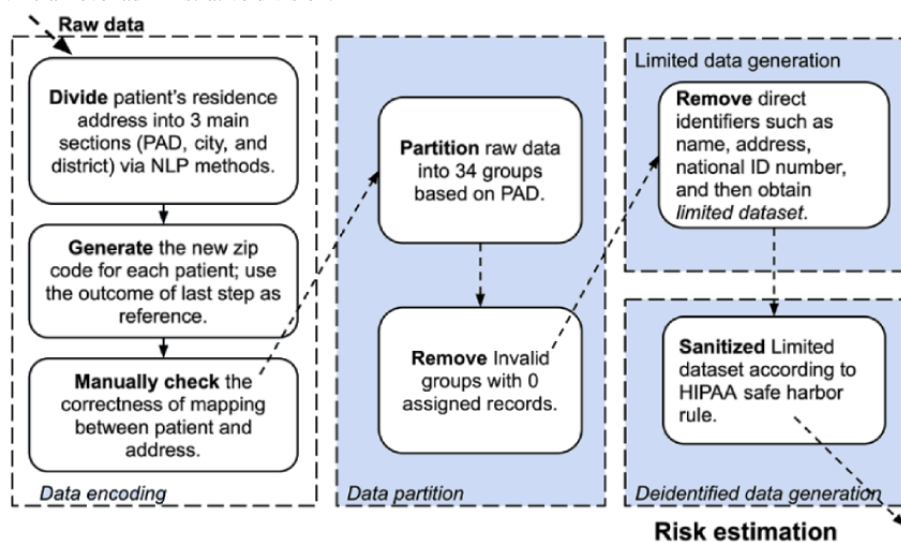 Raw data
Divide patient's residence
address into 3 main
sections (PAD, city, and
district) via NLP methods.
Generate the new zip
code for each patient; use
the outcome of last step as
reference.
Manually check the
correctness of mapping
between patient and
address.
Data encoding
Partition raw data
into 34 groups
based on PAD.
Remove Invalid
groups with 0
assigned records.
Data partition
Limited data generation
Remove direct
identifiers such as
name, address,
national ID number,
and then obtain
limited dataset.
Sanitized Limited
dataset according to
HIPAA safe harbor
rule.
Deidentified data generation
Risk estimation